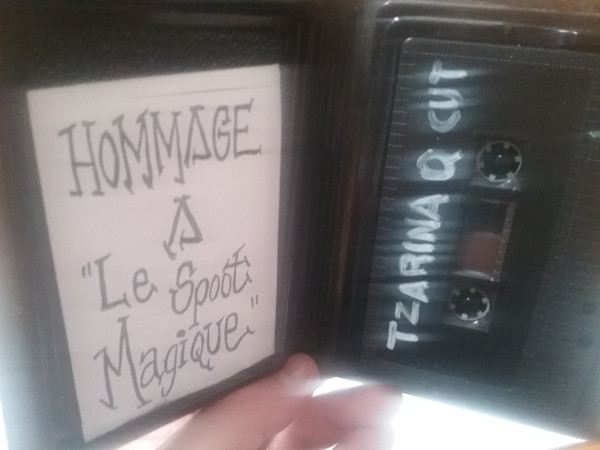 HOMMAGE
A
"Le Spoot
Magique"
TZARINA Q CUT